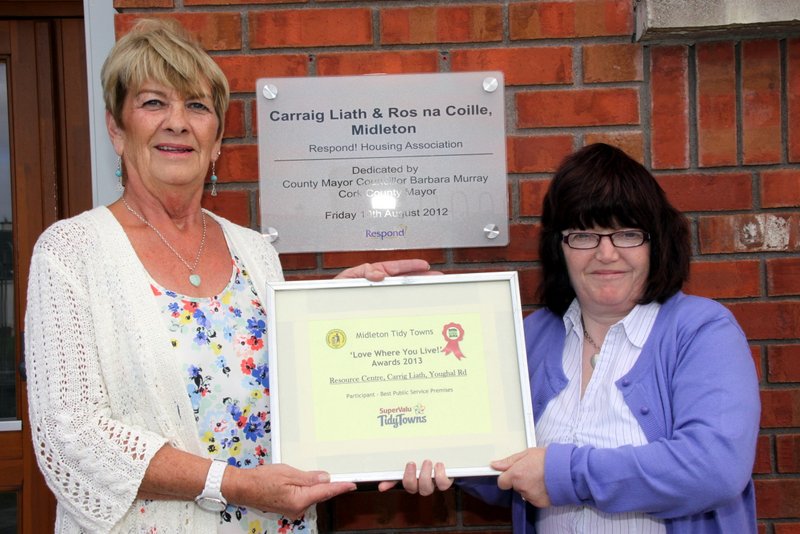 Carraig Liath & Ros na Coille,
Midleton
Respond! Housing Association
Dedicated by
County Mayor Councillor Barbara Murray
Cork County Mayor
Friday 10th August 2012
Respond!
Midleton Tidy Towns
'Love Where You Live!'
Awards 2013
Resource Centre, Carrig Liath, Youghal Rd
Participant - Best Public Service Premises
SuperValu
TidyTowns